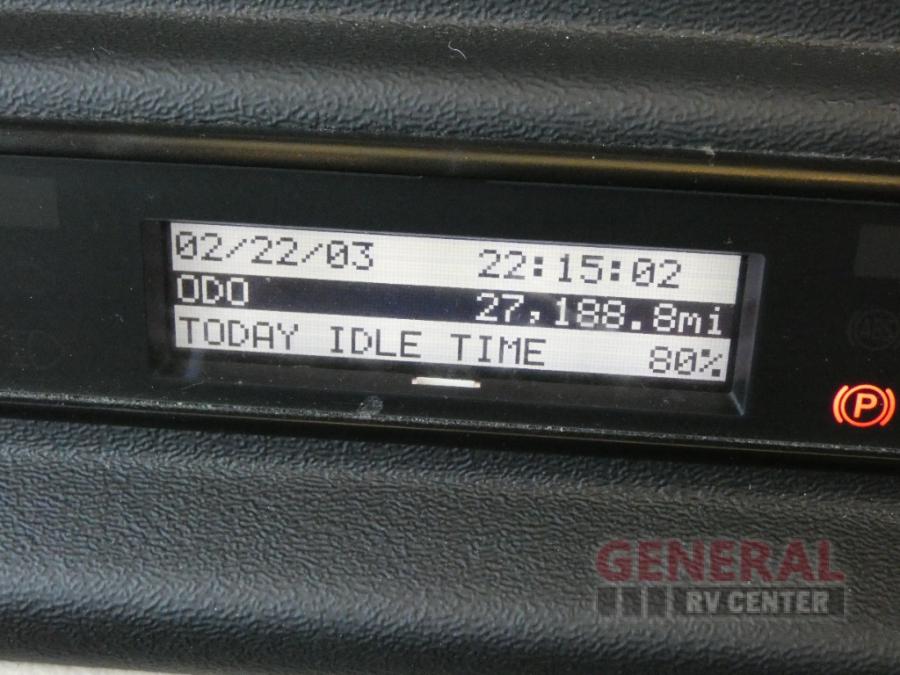 02/22/03 22:15:02
ODO 27,188.8mi
TODAY IDLE TIME 80%
P
GENERAL
RV CENTER